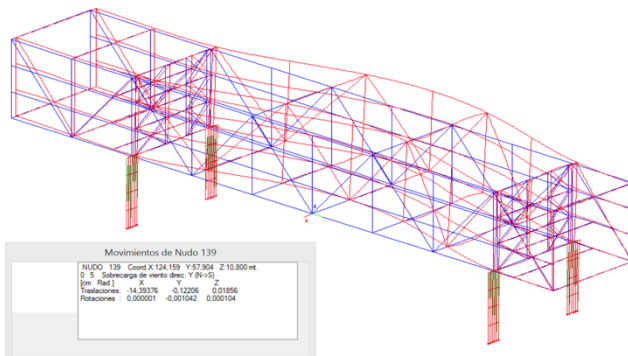 Movimientos de Nudo 139
NUDO 139 Coord.X:124.159 Y:57.904 Z:10.800 mt.
0 5 Sobrecarga de viento direc. Y (N->S)
[cm Rad ] X Y Z
Traslaciones: -14,39376 -0,12206 0,01856
Rotaciones : 0,000001 -0,001042 0,000104